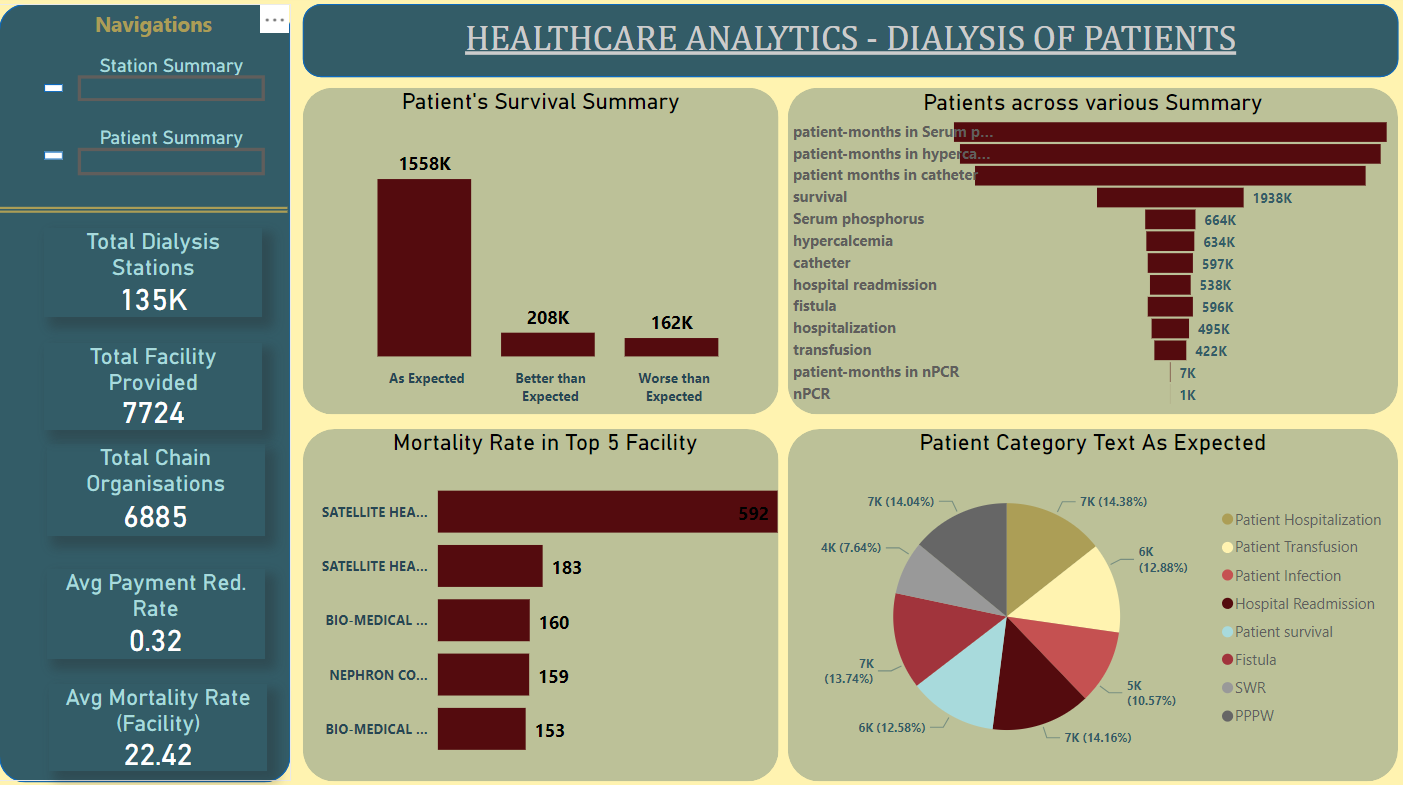 Navigations
...
Station Summary
Patient Summary
Total Dialysis
Stations
135K
Total Facility
Provided
7724
Total Chain
Organisations
6885
Avg Payment Red.
Rate
0.32
Avg Mortality Rate
(Facility)
22.42
HEALTHCARE ANALYTICS - DIALYSIS OF PATIENTS
Patient's Survival Summary
1558K
208K
162K
As Expected
Better than
Expected
Worse than
Expected
Patients across various Summary
patient-months in Serum p...
patient-months in hyperca...
patient months in catheter
survival 1938K
Serum phosphorus 664K
hypercalcemia 634K
catheter 597K
hospital readmission 538K
fistula 596K
hospitalization 495K
transfusion 422K
patient-months in nPCR 7K
nPCR 1K
Mortality Rate in Top 5 Facility
SATELLITE HEA... 592
SATELLITE HEA... 183
BIO-MEDICAL ... 160
NEPHRON CO... 159
BIO-MEDICAL ... 153
Patient Category Text As Expected
7K (14.04%)
7K (14.38%)
4K (7.64%)
6K
(12.88%)
7K
(13.74%)
5K
(10.57%)
6K (12.58%)
7K (14.16%)
Patient Hospitalization
Patient Transfusion
Patient Infection
Hospital Readmission
Patient survival
Fistula
SWR
PPPW